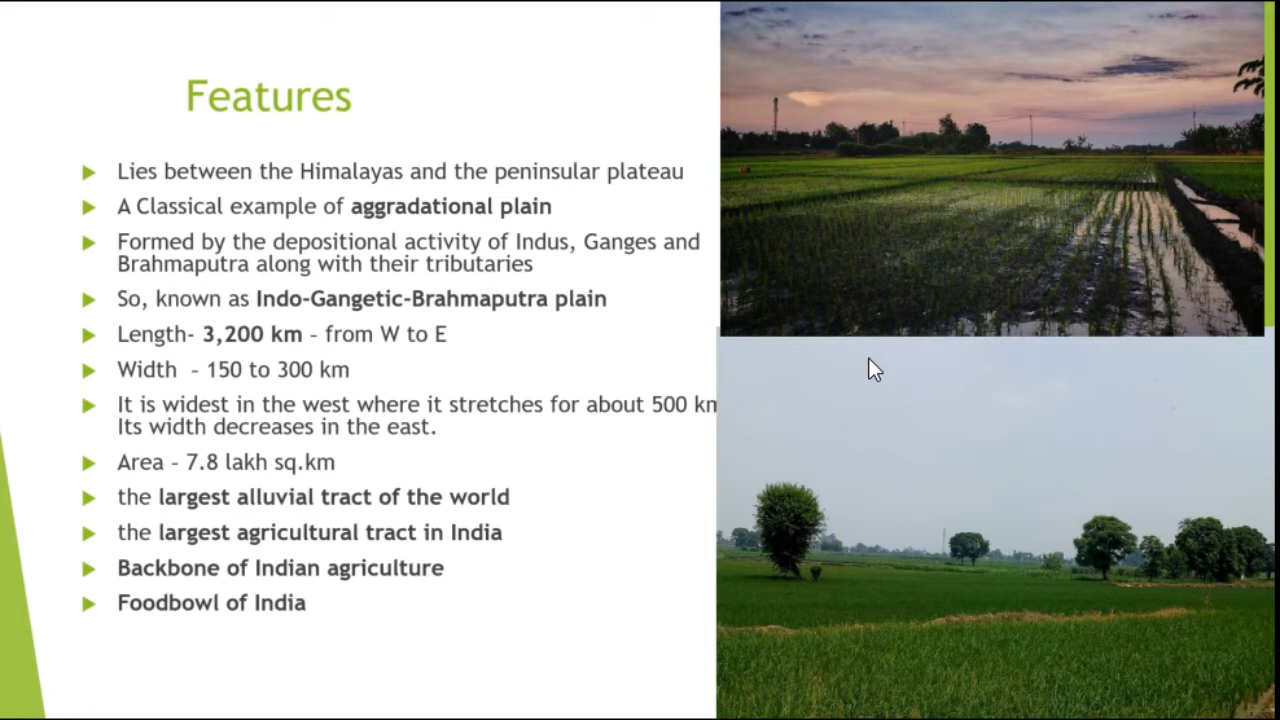 Features
Lies between the Himalayas and the peninsular plateau
A Classical example of aggradational plain
Formed by the depositional activity of Indus, Ganges and
Brahmaputra along with their tributaries
So, known as Indo-Gangetic-Brahmaputra plain
Length- 3,200 km – from W to E
Width – 150 to 300 km
It is widest in the west where it stretches for about 500 km
Its width decreases in the east.
Area – 7.8 lakh sq.km
the largest alluvial tract of the world
the largest agricultural tract in India
Backbone of Indian agriculture
Foodbowl of India